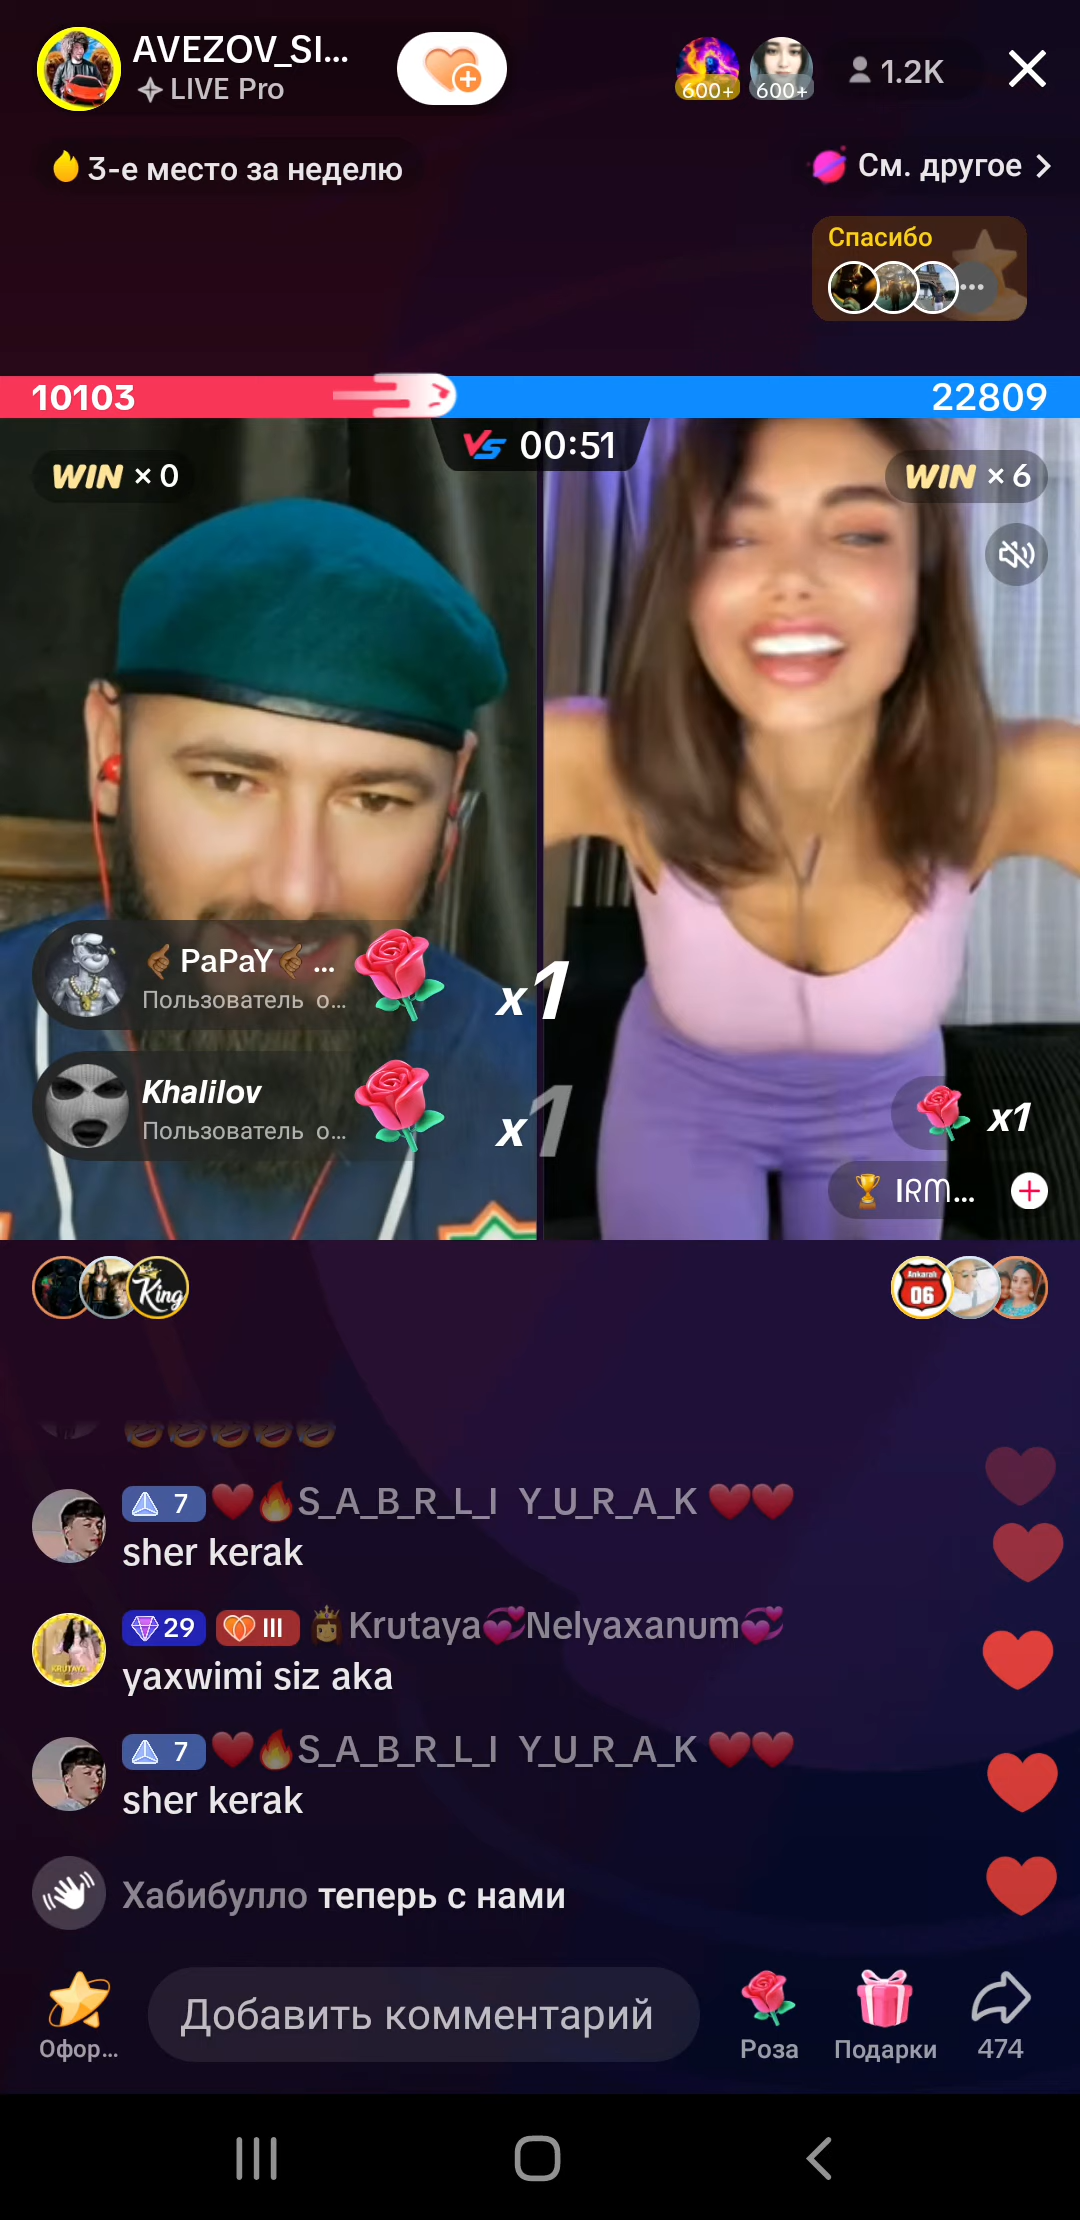 AVEZOV_SI...
LIVE Pro
600+
600+
1.2K
3-е место за неделю
См. другое
Спасибо
10103
22809
VS 00:51
WIN × 0
WIN × 6
PaPaY ...
Пользователь о...
x1
Khalilov
Пользователь о...
x1
x1
IRM...
King
Ankaralı
06
7 S_A_B_R_L_I Y_U_R_A_K
sher kerak
29 III Krutaya Nelyaxanum
KRUTAYA
yaxwimi siz aka
7 S_A_B_R_L_I Y_U_R_A_K
sher kerak
Хабибулло теперь с нами
Добавить комментарий
Офор...
Роза
Подарки
474